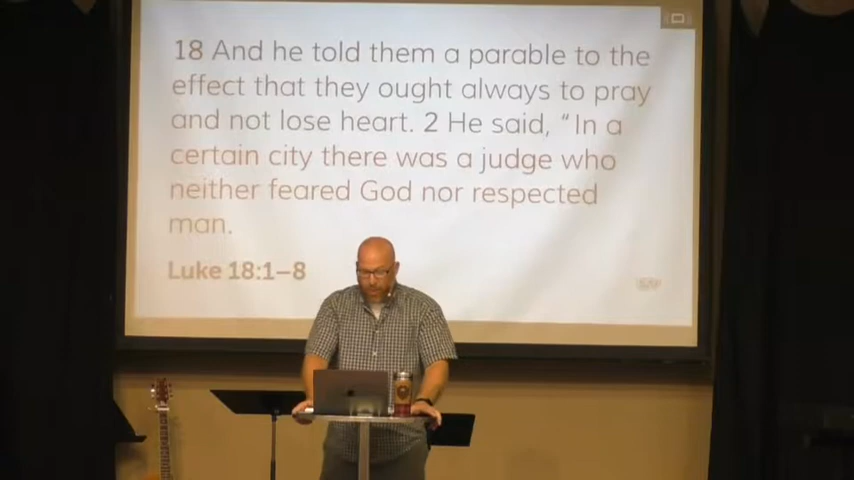 18 And he told them a parable to the
effect that they ought always to pray
and not lose heart. 2 He said, “In a
certain city there was a judge who
neither feared God nor respected
man.
Luke 18:1–8